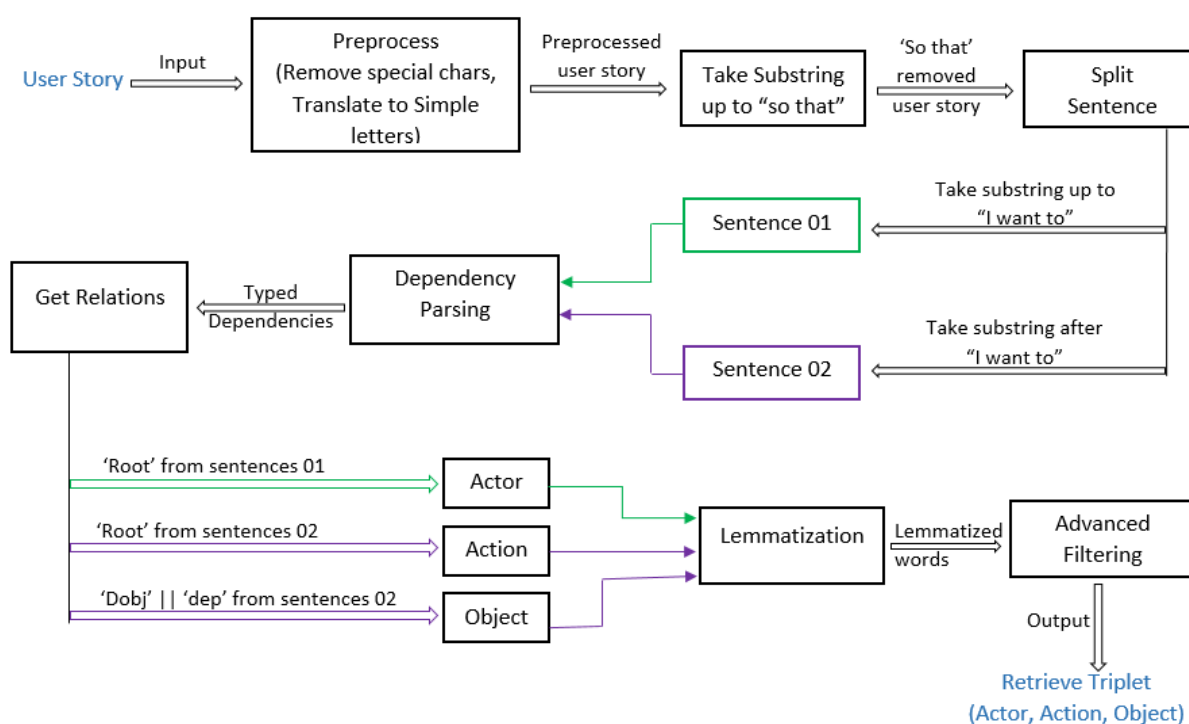 User Story
Input
Preprocess
(Remove special chars,
Translate to Simple
letters)
Preprocessed
user story
Take Substring
up to “so that”
‘So that’
removed
user story
Split
Sentence
Take substring up to
“I want to”
Sentence 01
Take substring after
“I want to”
Sentence 02
Dependency
Parsing
Typed
Dependencies
Get Relations
‘Root’ from sentences 01
Actor
‘Root’ from sentences 02
Action
‘Dobj’ || ‘dep’ from sentences 02
Object
Lemmatization
Lemmatized
words
Advanced
Filtering
Output
Retrieve Triplet
(Actor, Action, Object)